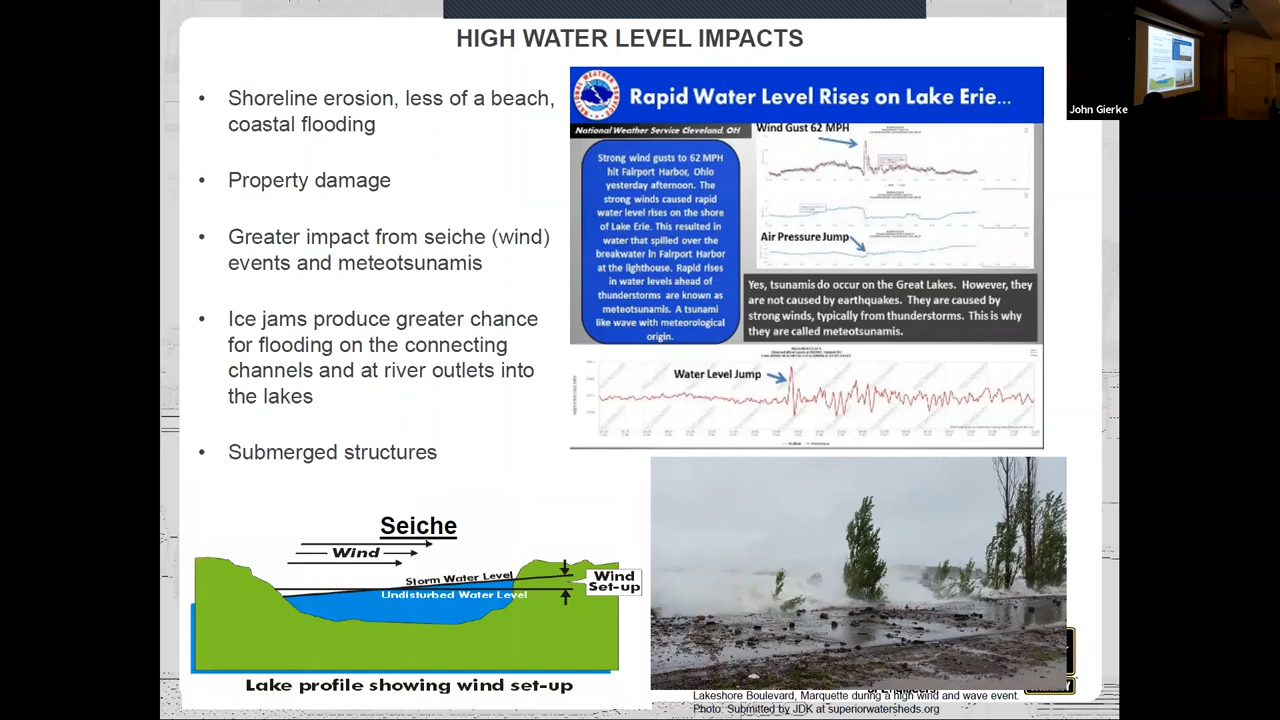 HIGH WATER LEVEL IMPACTS
• Shoreline erosion, less of a beach,
coastal flooding
• Property damage
• Greater impact from seiche (wind)
events and meteotsunamis
• Ice jams produce greater chance
for flooding on the connecting
channels and at river outlets into
the lakes
• Submerged structures
Rapid Water Level Rises on Lake Erie...
National Weather Service Cleveland, OH
Strong wind gusts to 62 MPH
hit Fairport Harbor, Ohio
yesterday afternoon. The
strong winds caused rapid
water level rises on the shore
of Lake Erie. This resulted in
water that spilled over the
breakwater in Fairport Harbor
at the lighthouse. Rapid rises
in water levels ahead of
thunderstorms are known as
meteotsunamis. A tsunami
like wave with meteorological
origin.
Wind Gust 62 MPH
Air Pressure Jump
Yes, tsunamis do occur on the Great Lakes. However, they
are not caused by earthquakes. They are caused by
strong winds, typically from thunderstorms. This is why
they are called meteotsunamis.
Water Level Jump
Seiche
Wind
Storm Water Level
Undisturbed Water Level
Wind
Set-up
Lake profile showing wind set-up
Lakeshore Boulevard, Marquette during a high wind and wave event.
Photo: Submitted by JDK at superiorwatersheds.org
John Gierke